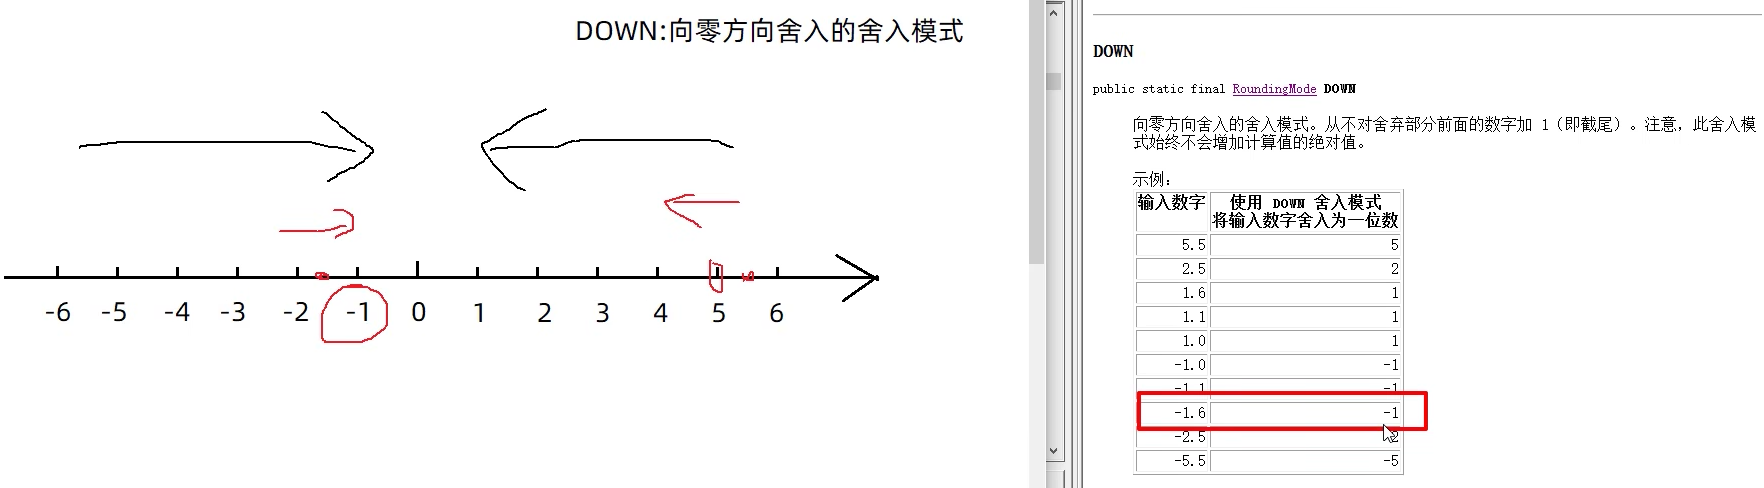 DOWN:向零方向舍入的舍入模式
-6 -5 -4 -3 -2 -1 0 1 2 3 4 5 6
DOWN
public static final RoundingMode DOWN
向零方向舍入的舍入模式。从不对舍弃部分前面的数字加 1（即截尾）。注意，此舍入模
式始终不会增加计算值的绝对值。
示例：
输入数字 使用 DOWN 舍入模式
将输入数字舍入为一位数
5.5 5
2.5 2
1.6 1
1.1 1
1.0 1
-1.0 -1
-1.1 -1
-1.6 -1
-2.5 2
-5.5 -5